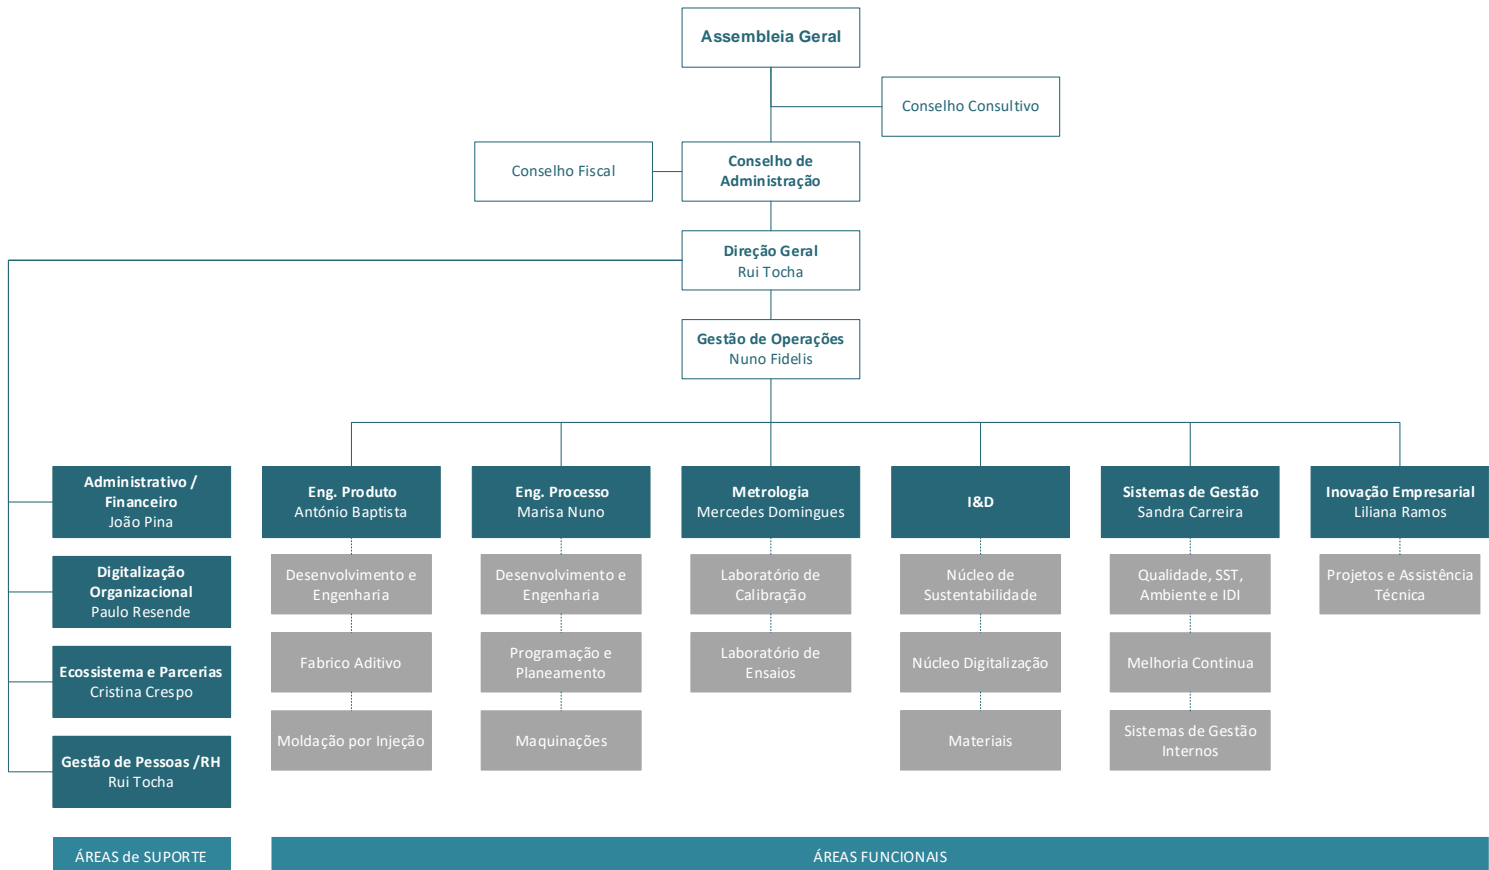 Assembleia Geral
Conselho Consultivo
Conselho Fiscal
Conselho de
Administração
Direção Geral
Rui Tocha
Gestão de Operações
Nuno Fidelis
Administrativo /
Financeiro
João Pina
Digitalização
Organizacional
Paulo Resende
Ecossistema e Parcerias
Cristina Crespo
Gestão de Pessoas /RH
Rui Tocha
ÁREAS de SUPORTE
Eng. Produto
António Baptista
Desenvolvimento e
Engenharia
Fabrico Aditivo
Moldação por Injeção
Eng. Processo
Marisa Nuno
Desenvolvimento e
Engenharia
Programação e
Planeamento
Maquinações
Metrologia
Mercedes Domingues
Laboratório de
Calibração
Laboratório de
Ensaios
I&D
Núcleo de
Sustentabilidade
Núcleo Digitalização
Materiais
Sistemas de Gestão
Sandra Carreira
Qualidade, SST,
Ambiente e IDI
Melhoria Continua
Sistemas de Gestão
Internos
Inovação Empresarial
Liliana Ramos
Projetos e Assistência
Técnica
ÁREAS FUNCIONAIS